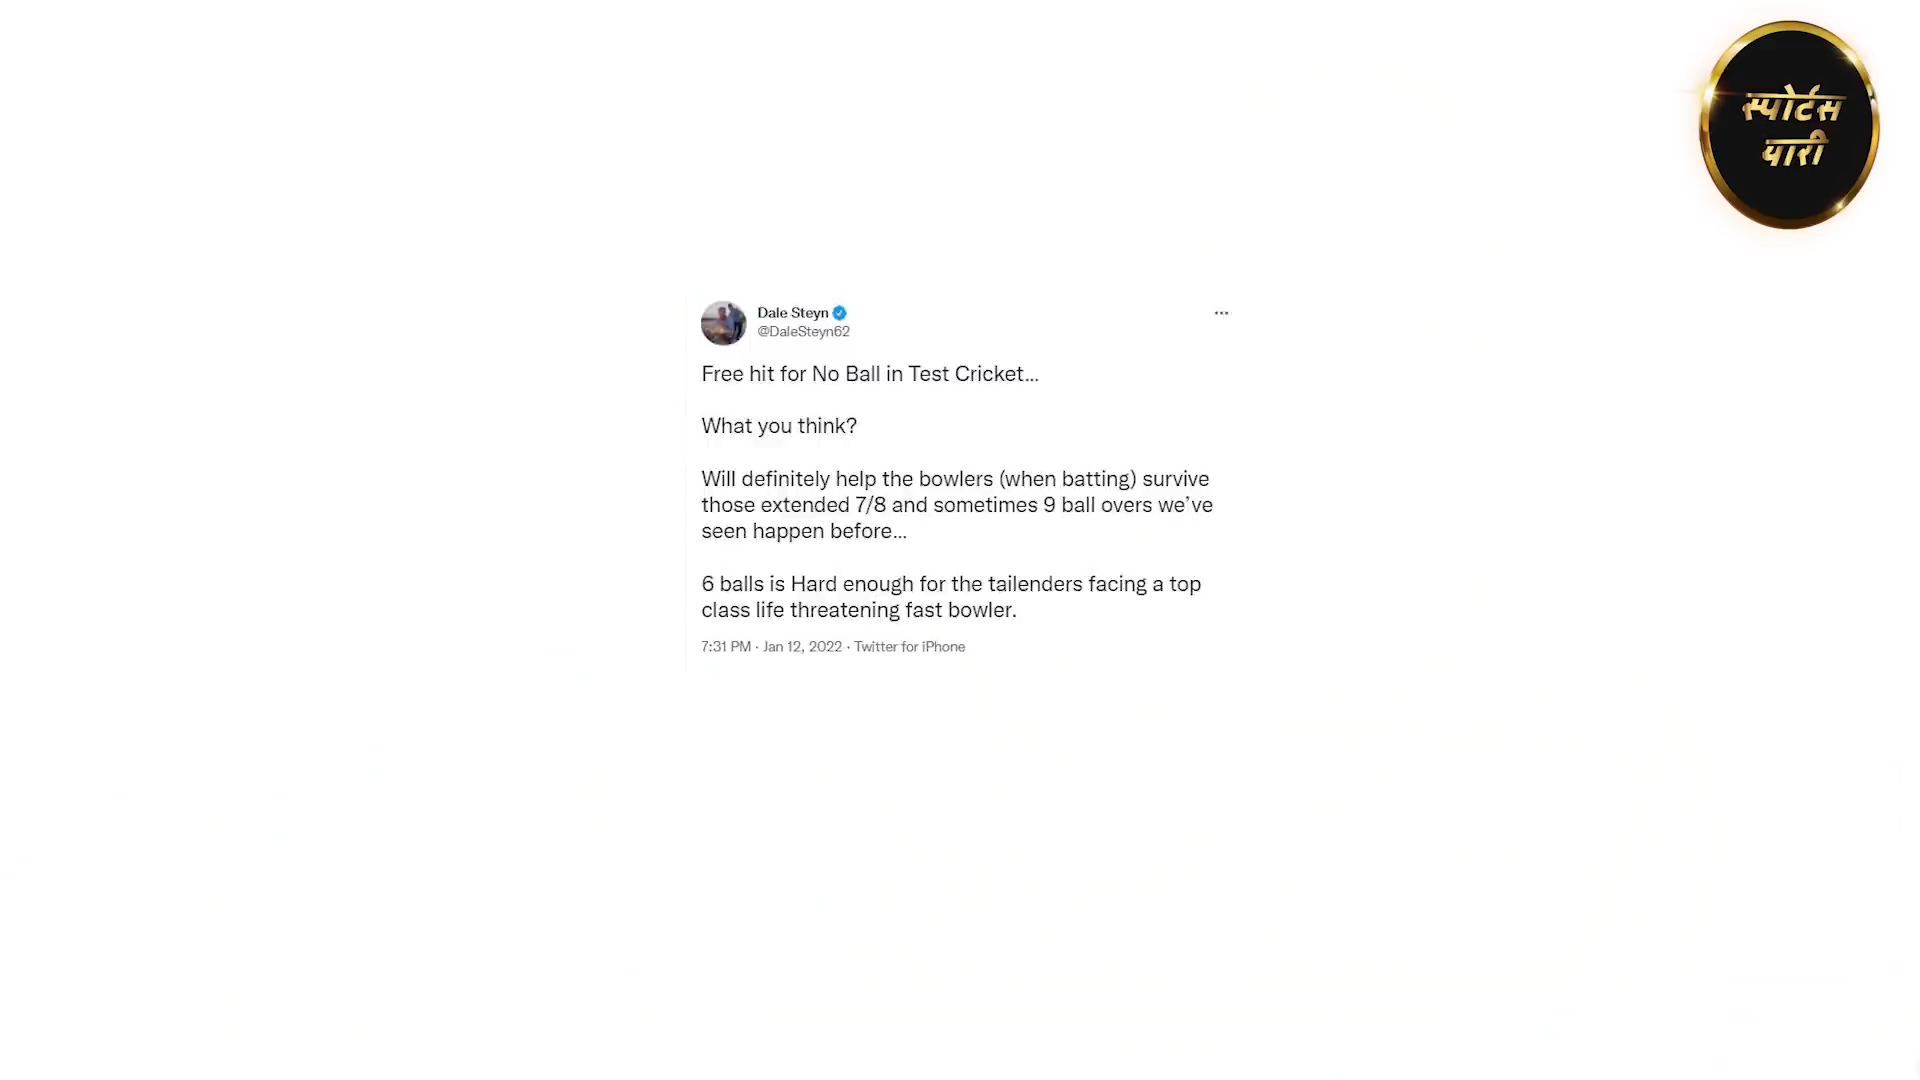 स्पोर्टस
यारी
Dale Steyn
@DaleSteyn62
Free hit for No Ball in Test Cricket...
What you think?
Will definitely help the bowlers (when batting) survive
those extended 7/8 and sometimes 9 ball overs we’ve
seen happen before...
6 balls is Hard enough for the tailenders facing a top
class life threatening fast bowler.
7:31 PM · Jan 12, 2022 · Twitter for iPhone